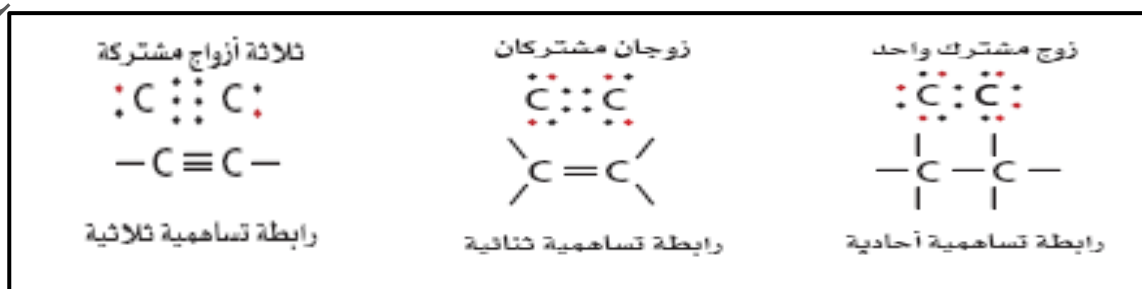 زوج مشترك واحد
زوجان مشتركان
ثلاثة أزواج مشتركة
C : C
C :: C
C ⋮⋮ C
– C – C –
C = C
– C ≡ C –
رابطة تساهمية أحادية
رابطة تساهمية ثنائية
رابطة تساهمية ثلاثية